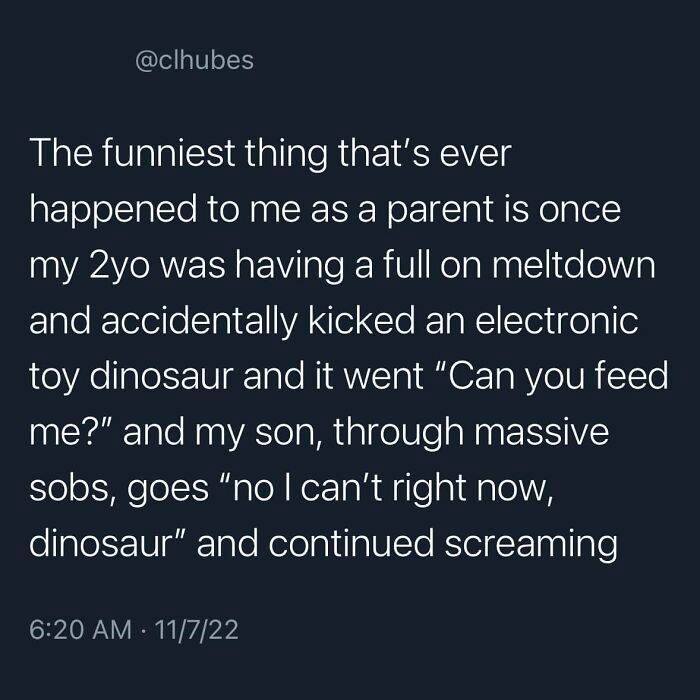 @clhubes
The funniest thing that’s ever
happened to me as a parent is once
my 2yo was having a full on meltdown
and accidentally kicked an electronic
toy dinosaur and it went “Can you feed
me?” and my son, through massive
sobs, goes “no I can’t right now,
dinosaur” and continued screaming
6:20 AM · 11/7/22